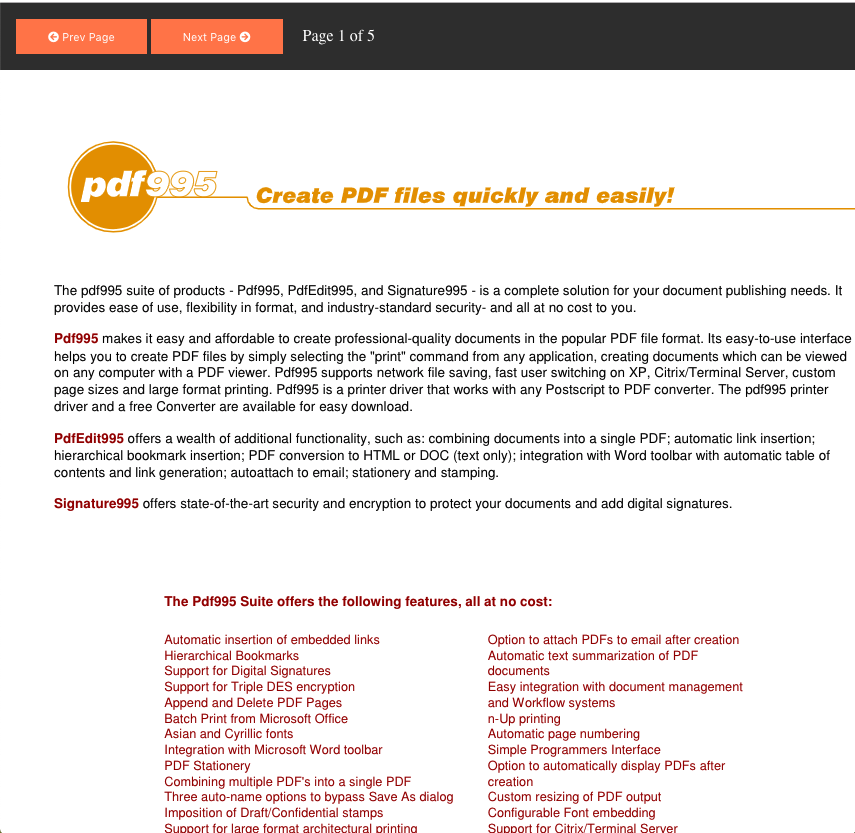 Prev Page
Next Page
Page 1 of 5
pdf995
Create PDF files quickly and easily!
The pdf995 suite of products - Pdf995, PdfEdit995, and Signature995 - is a complete solution for your document publishing needs. It
provides ease of use, flexibility in format, and industry-standard security- and all at no cost to you.
Pdf995 makes it easy and affordable to create professional-quality documents in the popular PDF file format. Its easy-to-use interface
helps you to create PDF files by simply selecting the "print" command from any application, creating documents which can be viewed
on any computer with a PDF viewer. Pdf995 supports network file saving, fast user switching on XP, Citrix/Terminal Server, custom
page sizes and large format printing. Pdf995 is a printer driver that works with any Postscript to PDF converter. The pdf995 printer
driver and a free Converter are available for easy download.
PdfEdit995 offers a wealth of additional functionality, such as: combining documents into a single PDF; automatic link insertion;
hierarchical bookmark insertion; PDF conversion to HTML or DOC (text only); integration with Word toolbar with automatic table of
contents and link generation; autoattach to email; stationery and stamping.
Signature995 offers state-of-the-art security and encryption to protect your documents and add digital signatures.
The Pdf995 Suite offers the following features, all at no cost:
Automatic insertion of embedded links
Hierarchical Bookmarks
Support for Digital Signatures
Support for Triple DES encryption
Append and Delete PDF Pages
Batch Print from Microsoft Office
Asian and Cyrillic fonts
Integration with Microsoft Word toolbar
PDF Stationery
Combining multiple PDF's into a single PDF
Three auto-name options to bypass Save As dialog
Imposition of Draft/Confidential stamps
Support for large format architectural printing
Option to attach PDFs to email after creation
Automatic text summarization of PDF
documents
Easy integration with document management
and Workflow systems
n-Up printing
Automatic page numbering
Simple Programmers Interface
Option to automatically display PDFs after
creation
Custom resizing of PDF output
Configurable Font embedding
Support for Citrix/Terminal Server